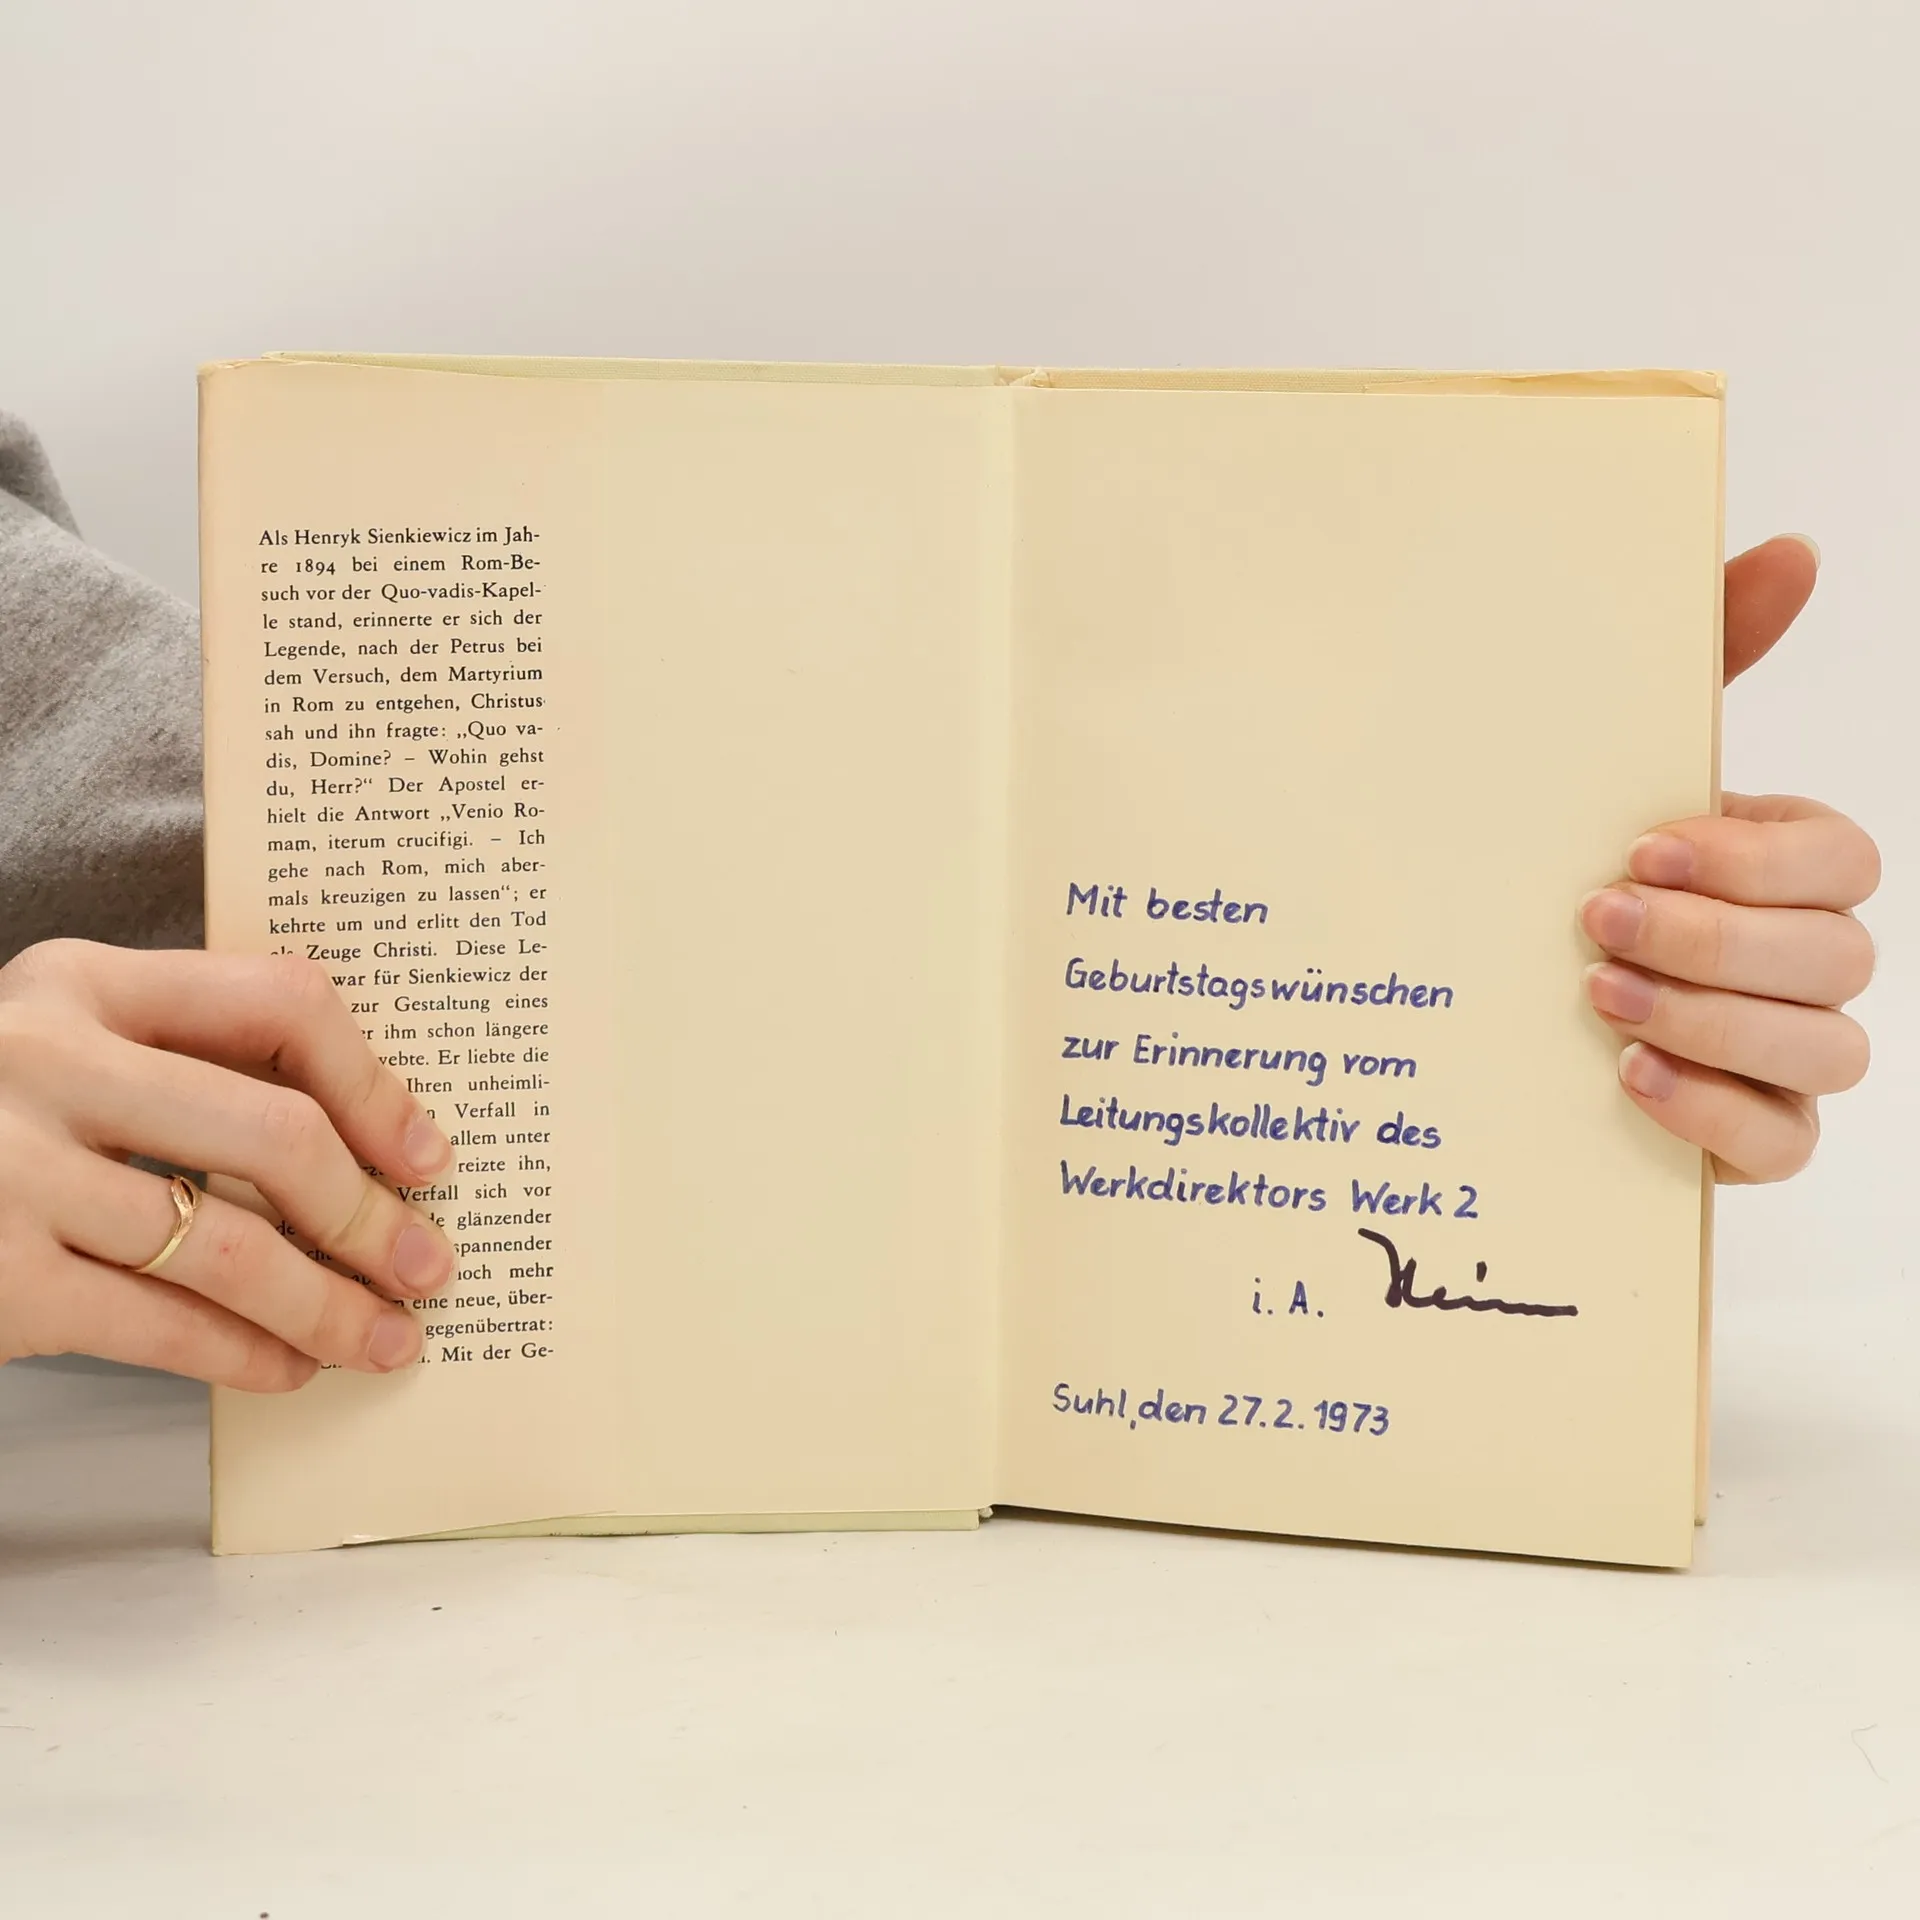 Als Henryk Sienkiewicz im Jah-
re 1894 bei einem Rom-Be-
such vor der Quo-vadis-Kapel-
le stand, erinnerte er sich der
Legende, nach der Petrus bei
dem Versuch, dem Martyrium
in Rom zu entgehen, Christus
sah und ihn fragte: „Quo va-
dis, Domine? – Wohin gehst
du, Herr?“ Der Apostel er-
hielt die Antwort „Venio Ro-
mam, iterum crucifigi. – Ich
gehe nach Rom, mich aber-
mals kreuzigen zu lassen“; er
kehrte um und erlitt den Tod
Zeuge Christi. Diese Le-
war für Sienkiewicz der
zur Gestaltung eines
ihm schon längere
Er liebte die
Ihren unheimli-
Verfall in
allem unter
reizte ihn,
Verfall sich vor
glänzender
spannender
noch mehr
eine neue, über-
gegenübertrat:
Mit der Ge-
Mit besten
Geburtstagswünschen
zur Erinnerung vom
Leitungskollektiv des
Werkdirektors Werk 2
i. A.
Suhl, den 27. 2. 1973